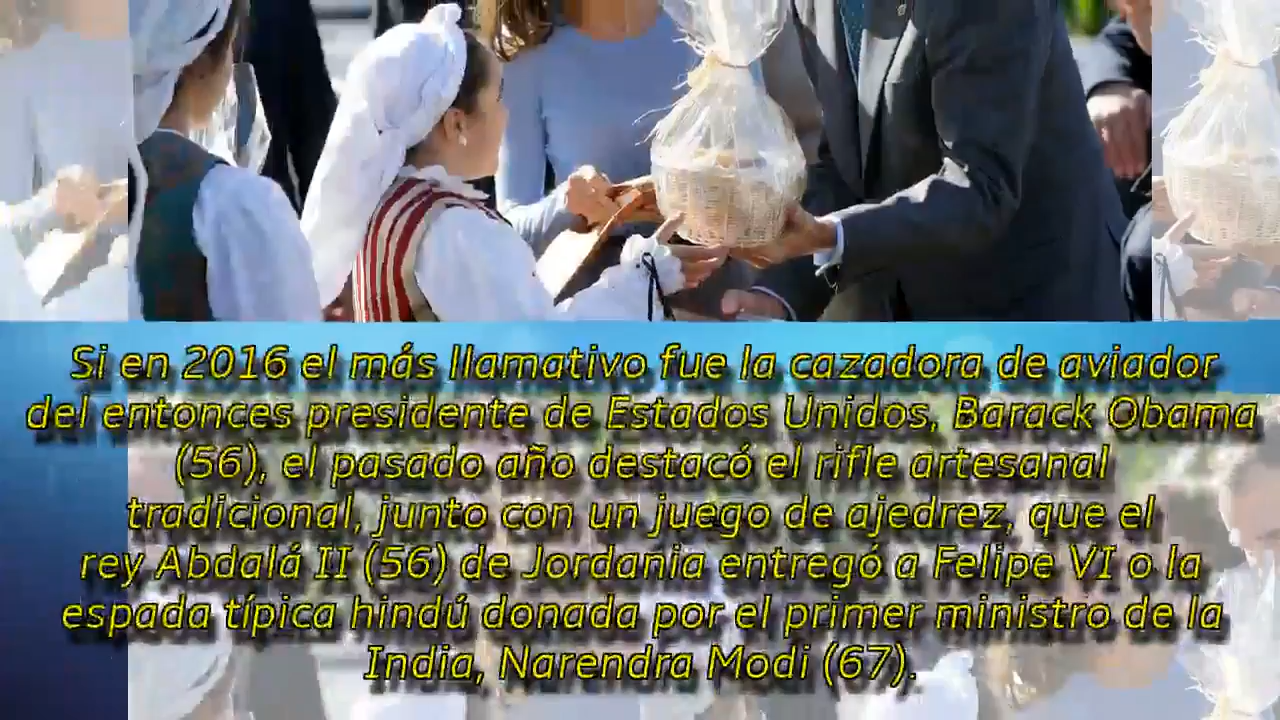 Si en 2016 el más llamativo fue la cazadora de aviador
del entonces presidente de Estados Unidos, Barack Obama
(56), el pasado año destacó el rifle artesanal
tradicional, junto con un juego de ajedrez, que el
rey Abdalá II (56) de Jordania entregó a Felipe VI o la
espada típica hindú donada por el primer ministro de la
India, Narendra Modi (67).